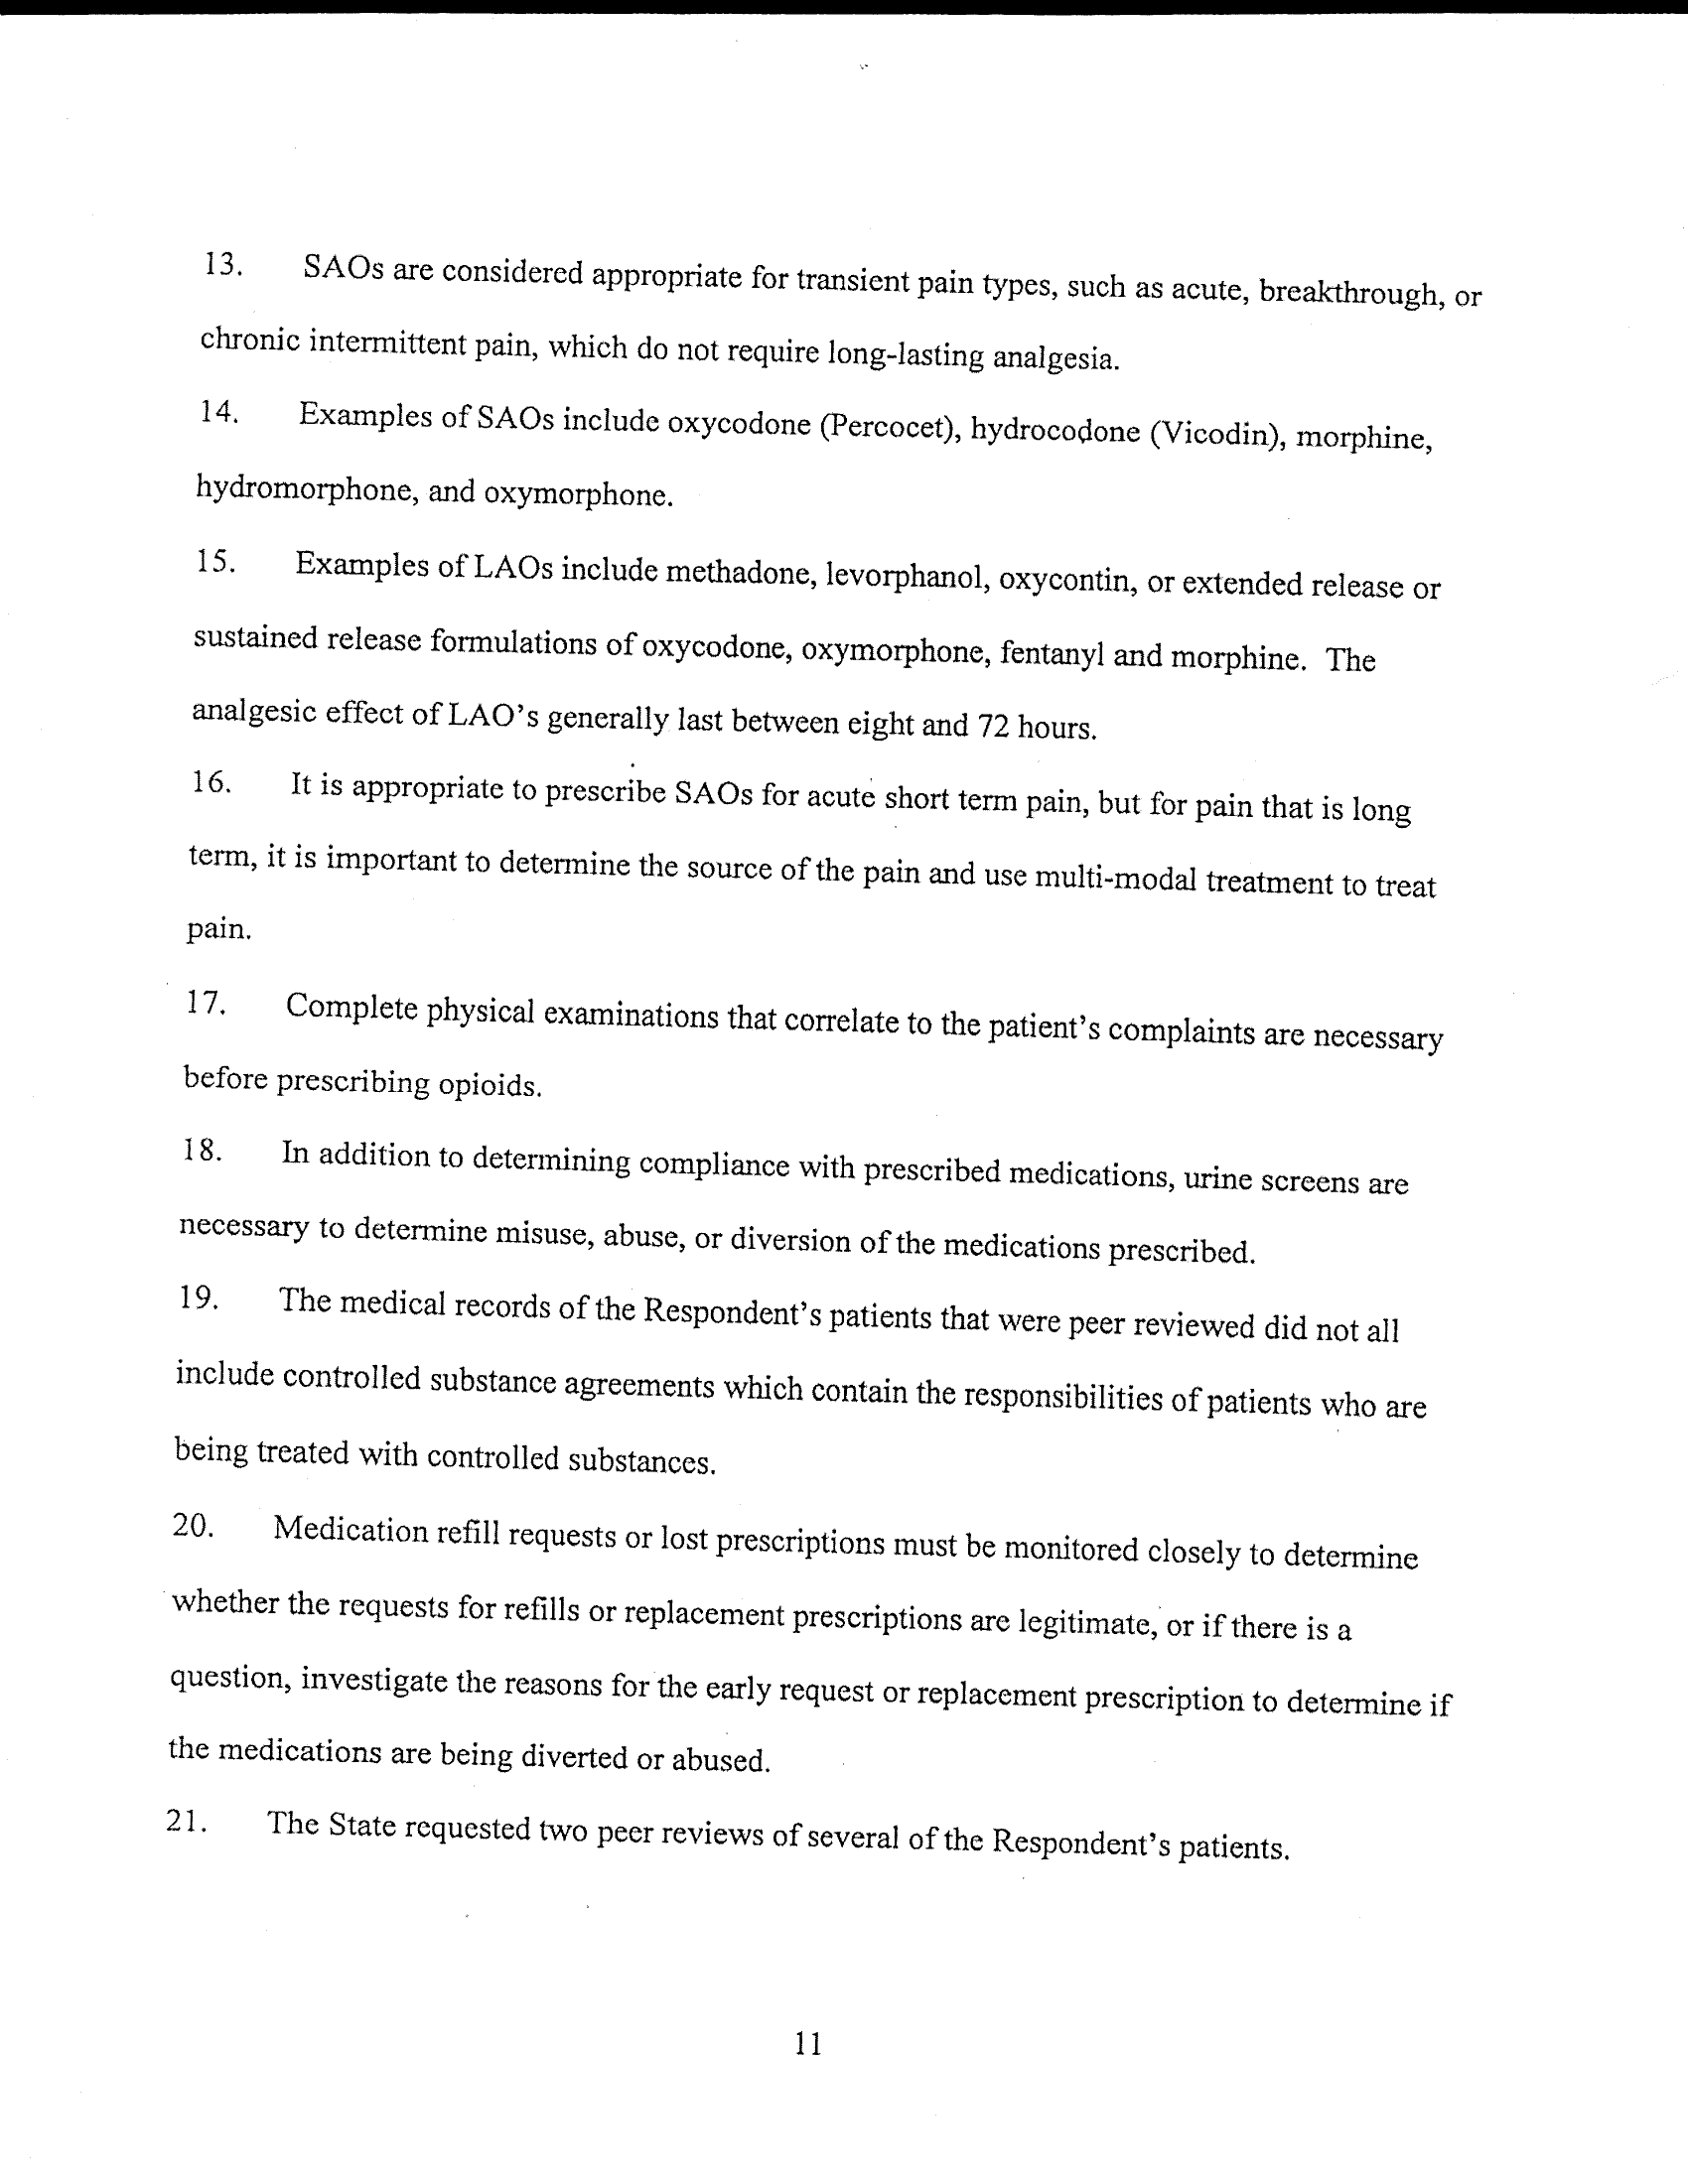 13. SAOs are considered appropriate for transient pain types, such as acute, breakthrough, or
chronic intermittent pain, which do not require long-lasting analgesia.
14. Examples of SAOs include oxycodone (Percocet), hydrocodone (Vicodin), morphine,
hydromorphone, and oxymorphone.
15. Examples of LAOs include methadone, levorphanol, oxycontin, or extended release or
sustained release formulations of oxycodone, oxymorphone, fentanyl and morphine. The
analgesic effect of LAO's generally last between eight and 72 hours.
16. It is appropriate to prescribe SAOs for acute short term pain, but for pain that is long
term, it is important to determine the source of the pain and use multi-modal treatment to treat
pain.
17. Complete physical examinations that correlate to the patient's complaints are necessary
before prescribing opioids.
18. In addition to determining compliance with prescribed medications, urine screens are
necessary to determine misuse, abuse, or diversion of the medications prescribed.
19. The medical records of the Respondent's patients that were peer reviewed did not all
include controlled substance agreements which contain the responsibilities of patients who are
being treated with controlled substances.
20. Medication refill requests or lost prescriptions must be monitored closely to determine
whether the requests for refills or replacement prescriptions are legitimate, or if there is a
question, investigate the reasons for the early request or replacement prescription to determine if
the medications are being diverted or abused.
21. The State requested two peer reviews of several of the Respondent's patients.
11